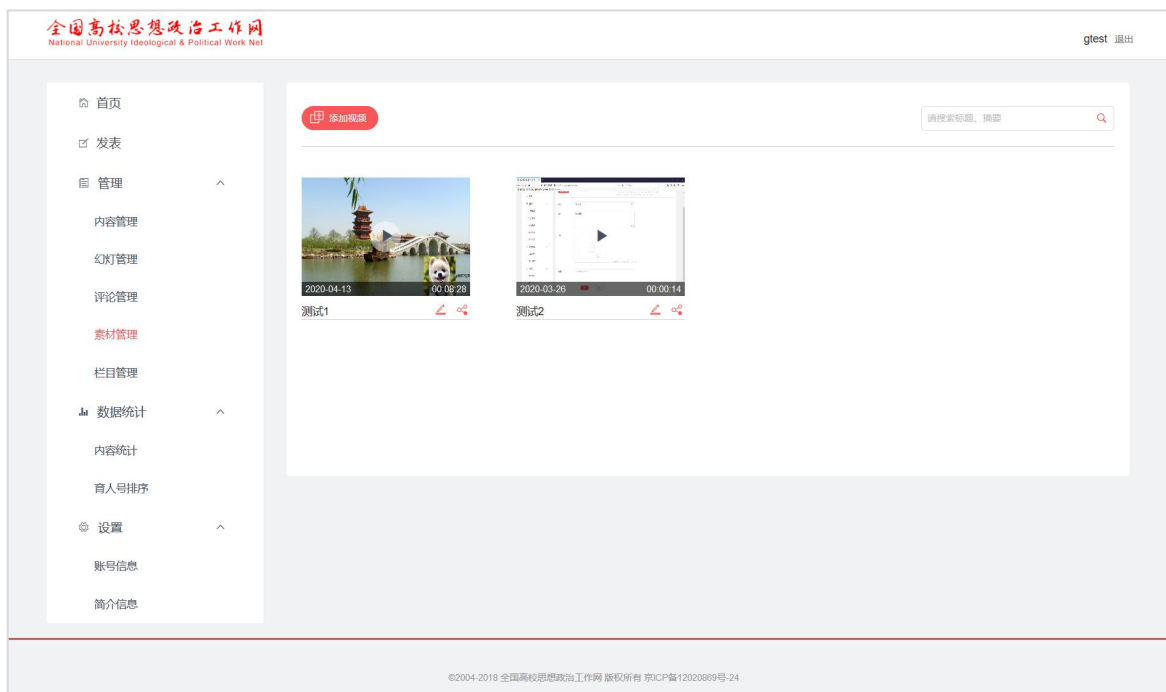 全国高校思想政治工作网
National University Ideological & Political Work Net
gtest 退出
首页
发表
管理
内容管理
幻灯管理
评论管理
素材管理
栏目管理
数据统计
内容统计
育人号排序
设置
账号信息
简介信息
添加视频
请搜索标题、摘要
2020-04-13 00:08:28
测试1
2020-03-26 00:00:14
测试2
©2004-2018 全国高校思想政治工作网 版权所有 京ICP备12020869号-24